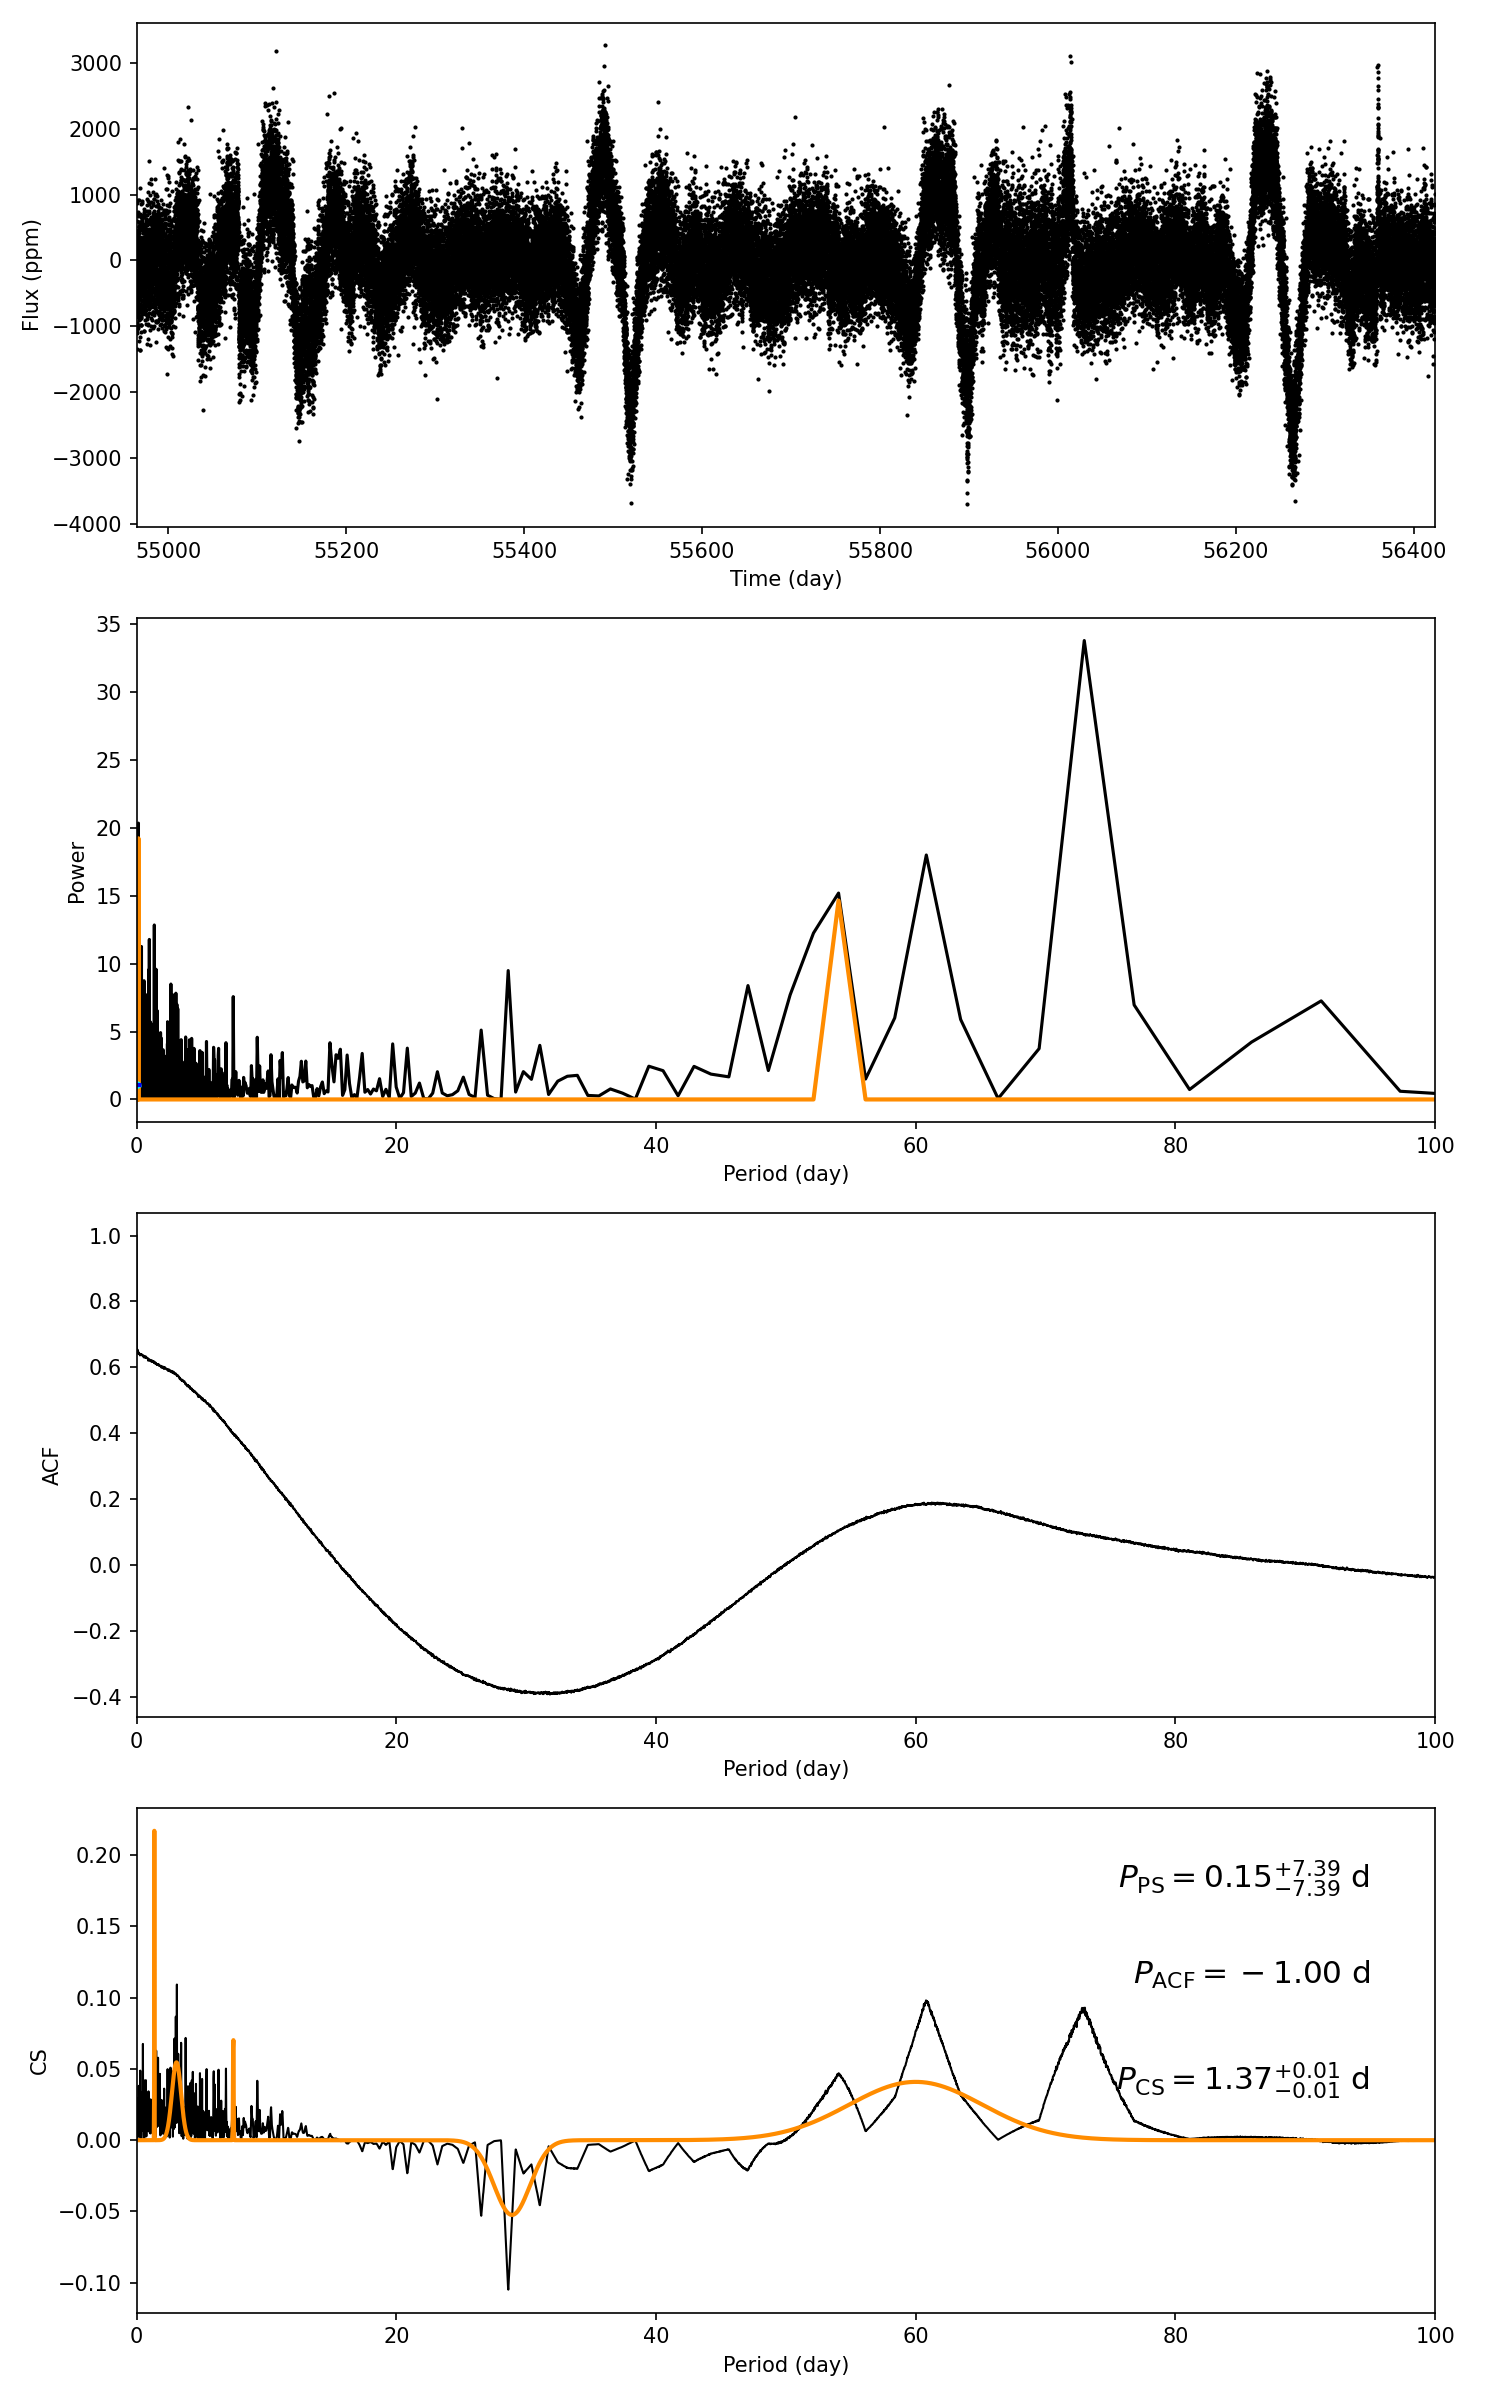 3000
2000
1000
0
−1000
−2000
−3000
−4000
Flux (ppm)
55000 55200 55400 55600 55800 56000 56200 56400
Time (day)
35
30
25
20
15
10
5
0
Power
0 20 40 60 80 100
Period (day)
1.0
0.8
0.6
0.4
0.2
0.0
−0.2
−0.4
ACF
0 20 40 60 80 100
Period (day)
0.20
0.15
0.10
0.05
0.00
−0.05
−0.10
CS
P_PS = 0.15 +7.39 −7.39 d
P_ACF = −1.00 d
P_CS = 1.37 +0.01 −0.01 d
0 20 40 60 80 100
Period (day)